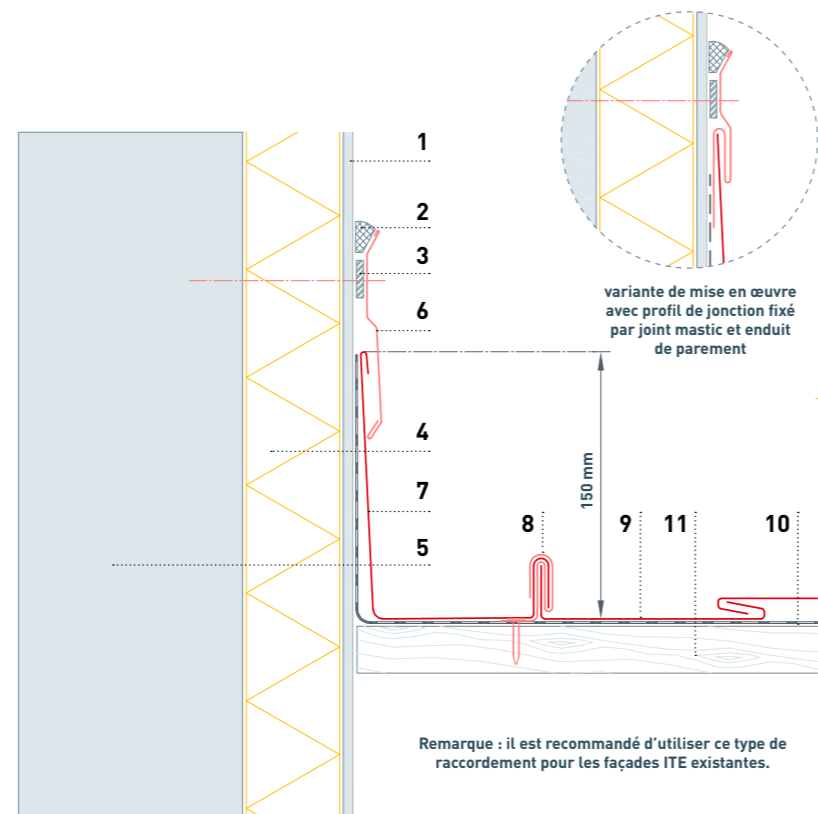 1
2
3
6
4
7
5
8
9
11
10
150 mm
variante de mise en œuvre
avec profil de jonction fixé
par joint mastic et enduit
de parement
Remarque : il est recommandé d’utiliser ce type de
raccordement pour les façades ITE existantes.